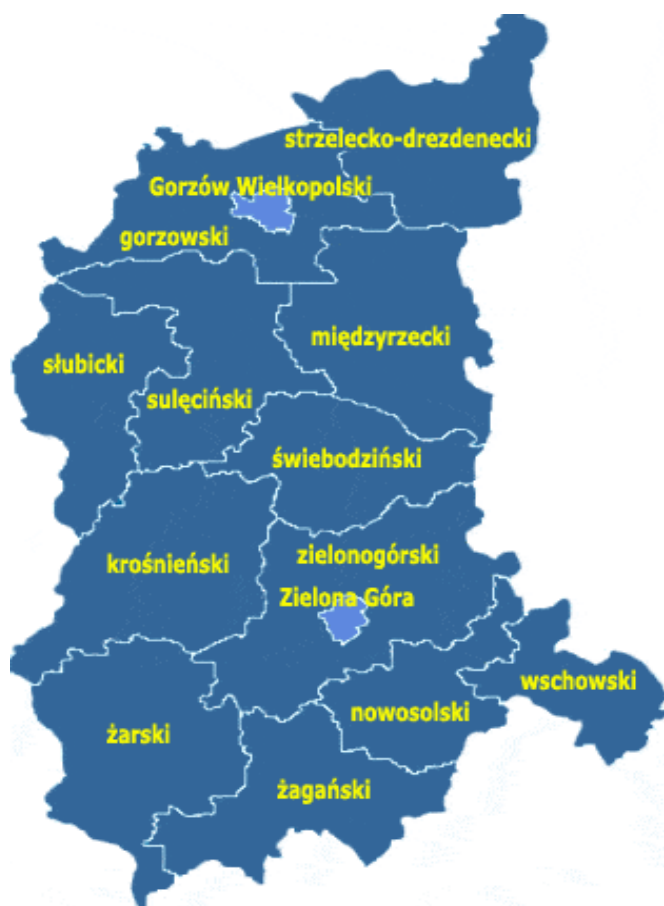 strzelecko-drezdenecki
Gorzów Wielkopolski
gorzowski
międzyrzecki
słubicki
sulęciński
świebodziński
zielonogórski
krośnieński
Zielona Góra
wschowski
nowosolski
żarski
żagański